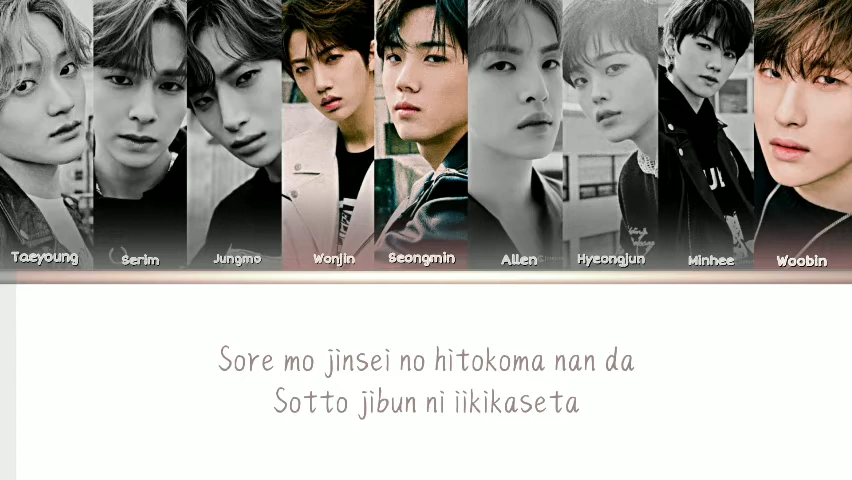 Taeyoung Serim Jungmo Wonjin Seongmin Allen Hyeongjun Minhee Woobin
Sore mo jinsei no hitokoma nan da
Sotto jibun ni iikikaseta